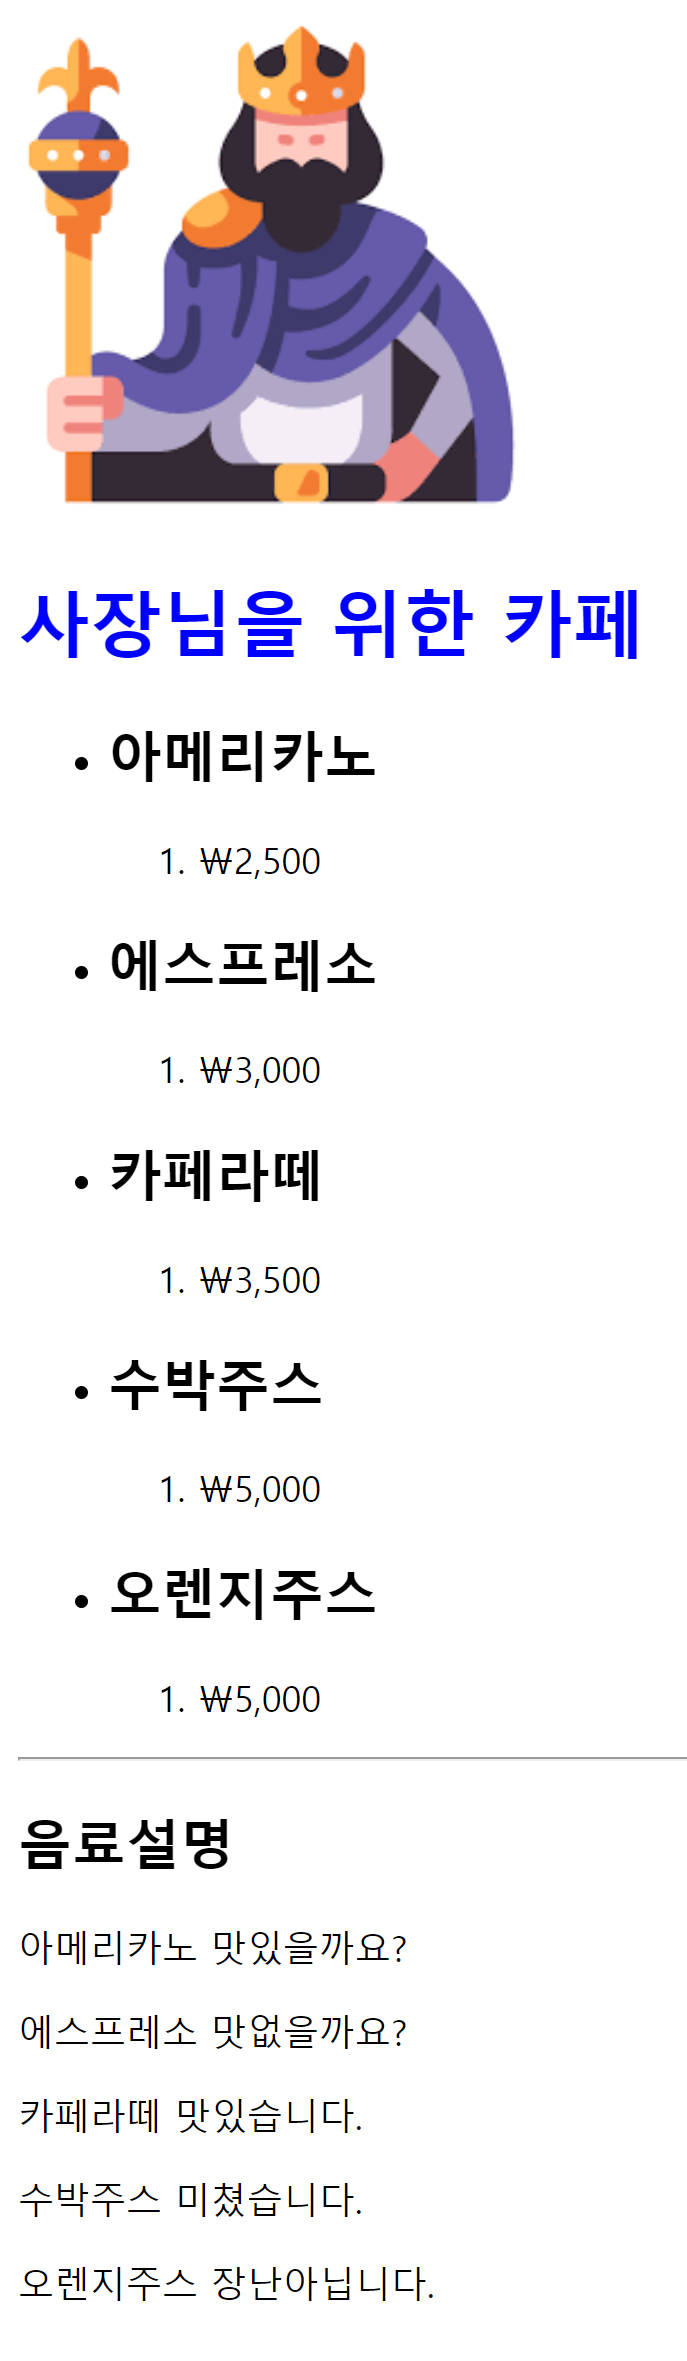 사장님을 위한 카페
• 아메리카노
1. ₩2,500
• 에스프레소
1. ₩3,000
• 카페라떼
1. ₩3,500
• 수박주스
1. ₩5,000
• 오렌지주스
1. ₩5,000
음료설명
아메리카노 맛있을까요?
에스프레소 맛없을까요?
카페라떼 맛있습니다.
수박주스 미쳤습니다.
오렌지주스 장난아닙니다.